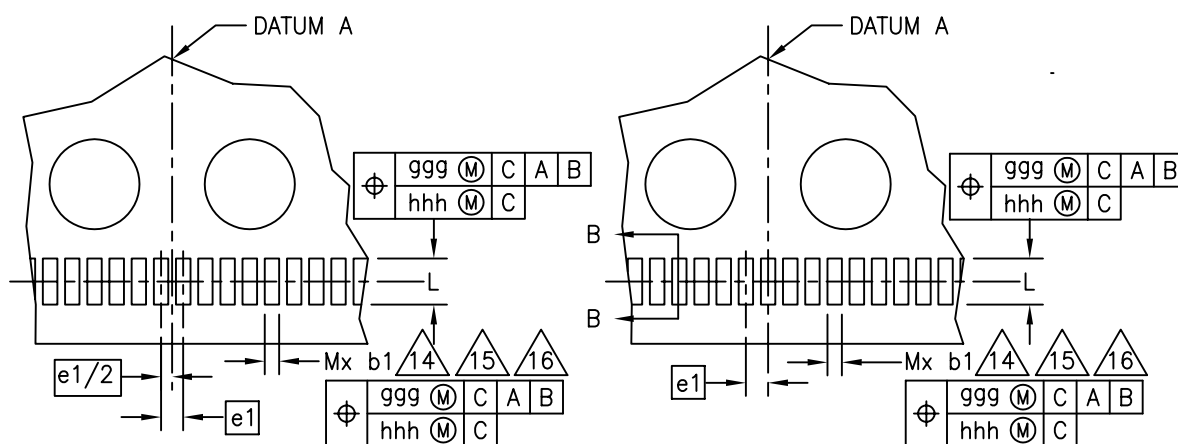 DATUM A
ggg Ⓜ C A B
hhh Ⓜ C
L
Mx b1 14 15 16
e1/2
ggg Ⓜ C A B
hhh Ⓜ C
e1
DATUM A
ggg Ⓜ C A B
hhh Ⓜ C
B
L
B
Mx b1 14 15 16
e1
ggg Ⓜ C A B
hhh Ⓜ C